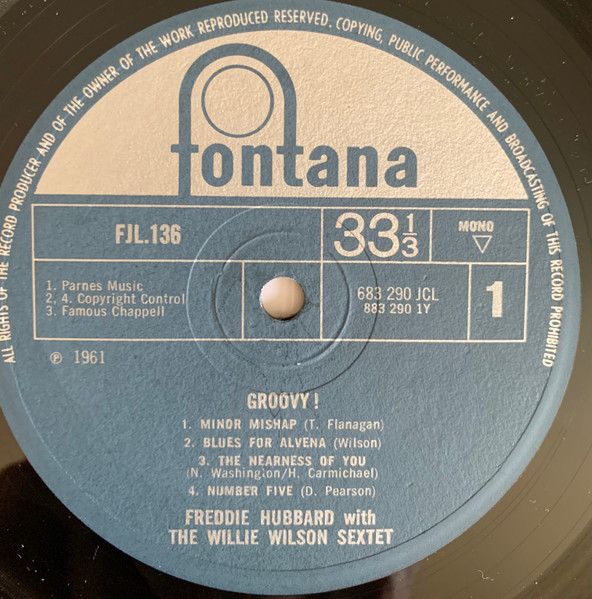 ALL RIGHTS OF THE RECORD PRODUCER AND OF THE OWNER OF THE WORK REPRODUCED RESERVED. COPYING, PUBLIC PERFORMANCE AND BROADCASTING OF THIS RECORD PROHIBITED
fontana
FJL.136
33 1/3
MONO
1. Parnes Music
2, 4. Copyright Control
3. Famous Chappell
683 290 JCL
883 290 1Y
1
℗ 1961
GROOVY!
1. MINOR MISHAP (T. Flanagan)
2. BLUES FOR ALVENA (Wilson)
3. THE NEARNESS OF YOU
(N. Washington/H. Carmichael)
4. NUMBER FIVE (D. Pearson)
FREDDIE HUBBARD with
THE WILLIE WILSON SEXTET